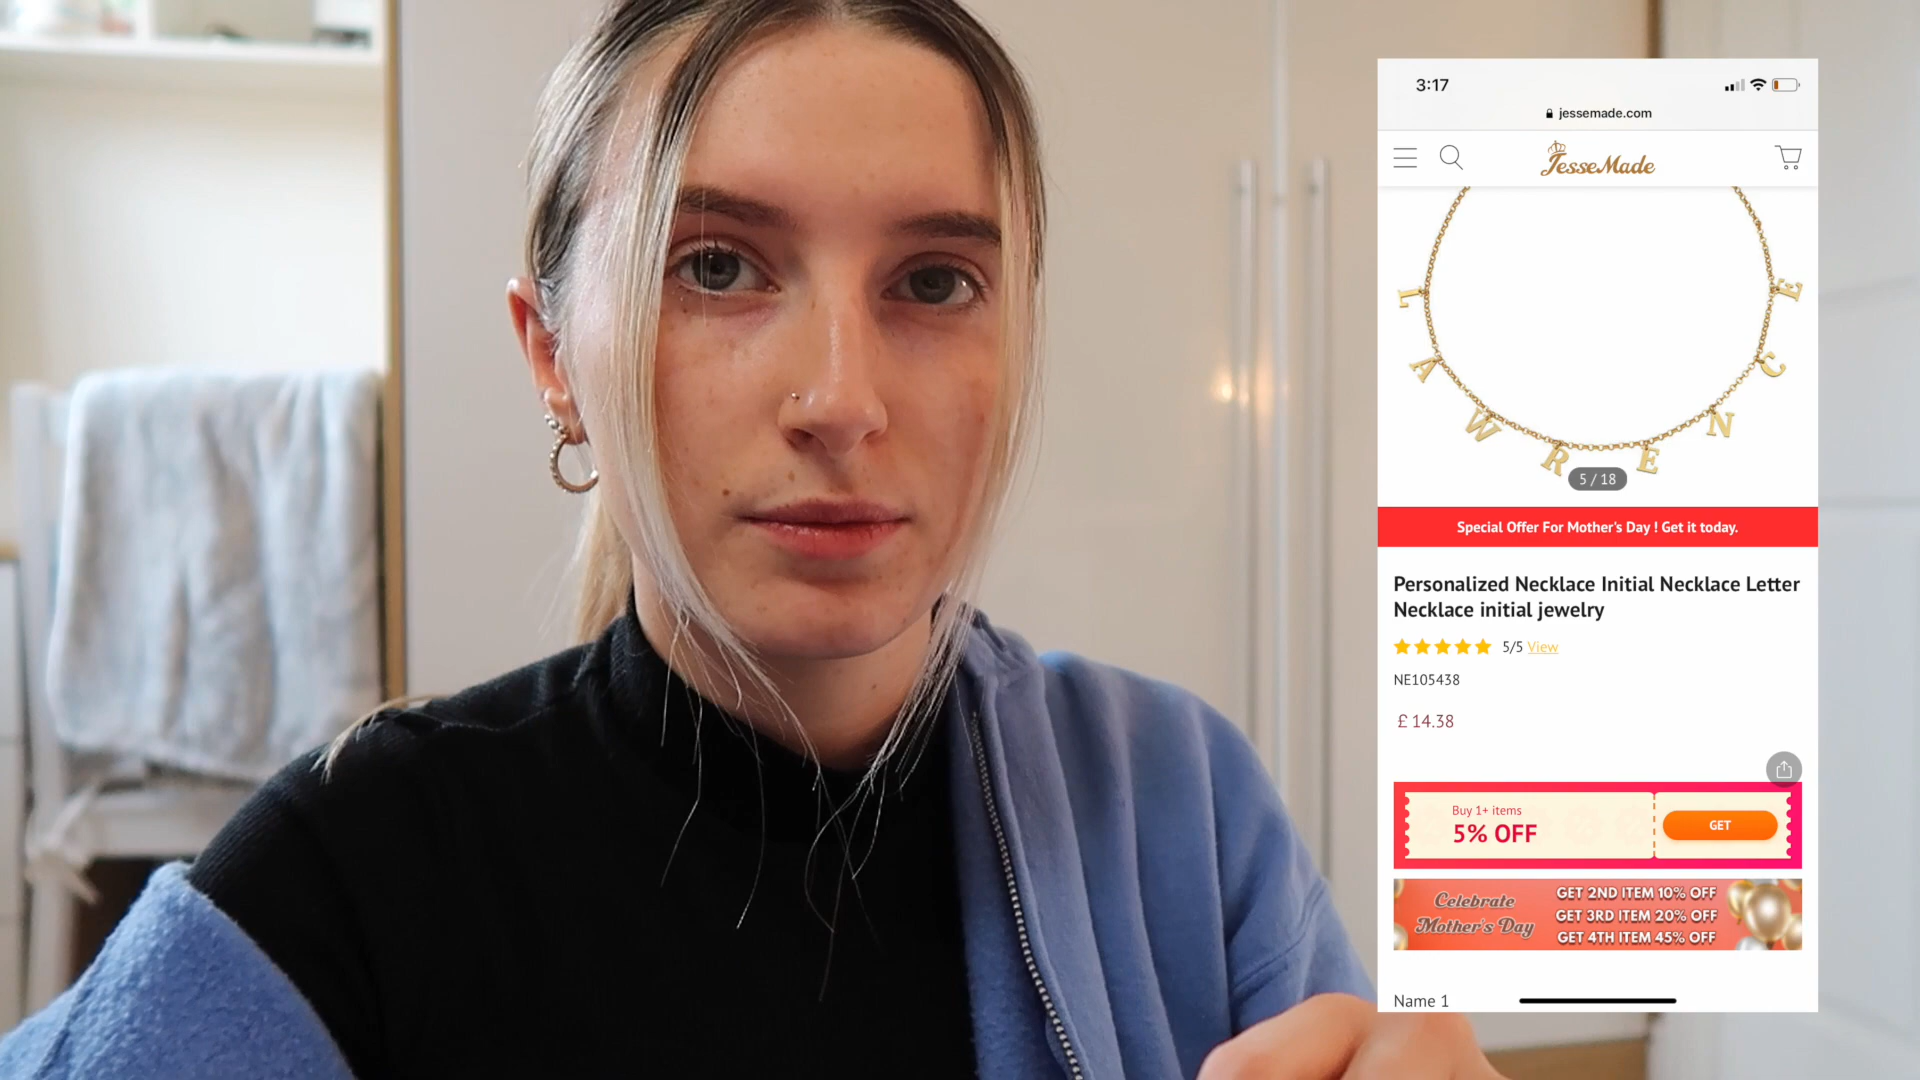 3:17
jessemade.com
JesseMade
L A W R E N C E
5 / 18
Special Offer For Mother's Day ! Get it today.
Personalized Necklace Initial Necklace Letter
Necklace initial jewelry
5/5 View
NE105438
£ 14.38
Buy 1+ items
5% OFF
GET
Celebrate
Mother's Day
GET 2ND ITEM 10% OFF
GET 3RD ITEM 20% OFF
GET 4TH ITEM 45% OFF
Name 1